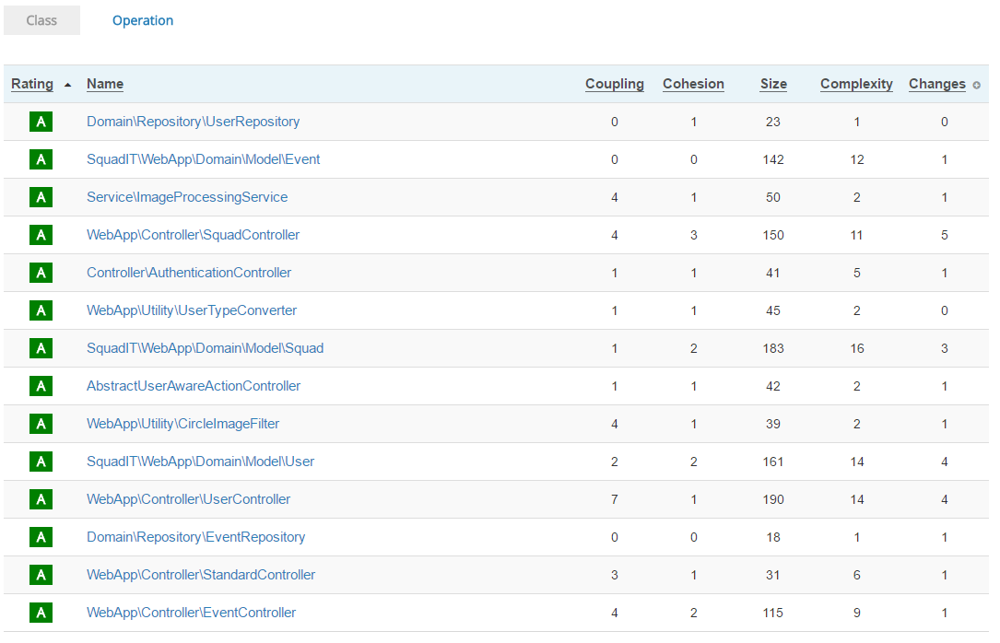 Class Operation
Rating Name Coupling Cohesion Size Complexity Changes
A Domain\Repository\UserRepository 0 1 23 1 0
A SquadIT\WebApp\Domain\Model\Event 0 0 142 12 1
A Service\ImageProcessingService 4 1 50 2 1
A WebApp\Controller\SquadController 4 3 150 11 5
A Controller\AuthenticationController 1 1 41 5 1
A WebApp\Utility\UserTypeConverter 1 1 45 2 0
A SquadIT\WebApp\Domain\Model\Squad 1 2 183 16 3
A AbstractUserAwareActionController 1 1 42 2 1
A WebApp\Utility\CircleImageFilter 4 1 39 2 1
A SquadIT\WebApp\Domain\Model\User 2 2 161 14 4
A WebApp\Controller\UserController 7 1 190 14 4
A Domain\Repository\EventRepository 0 0 18 1 1
A WebApp\Controller\StandardController 3 1 31 6 1
A WebApp\Controller\EventController 4 2 115 9 1